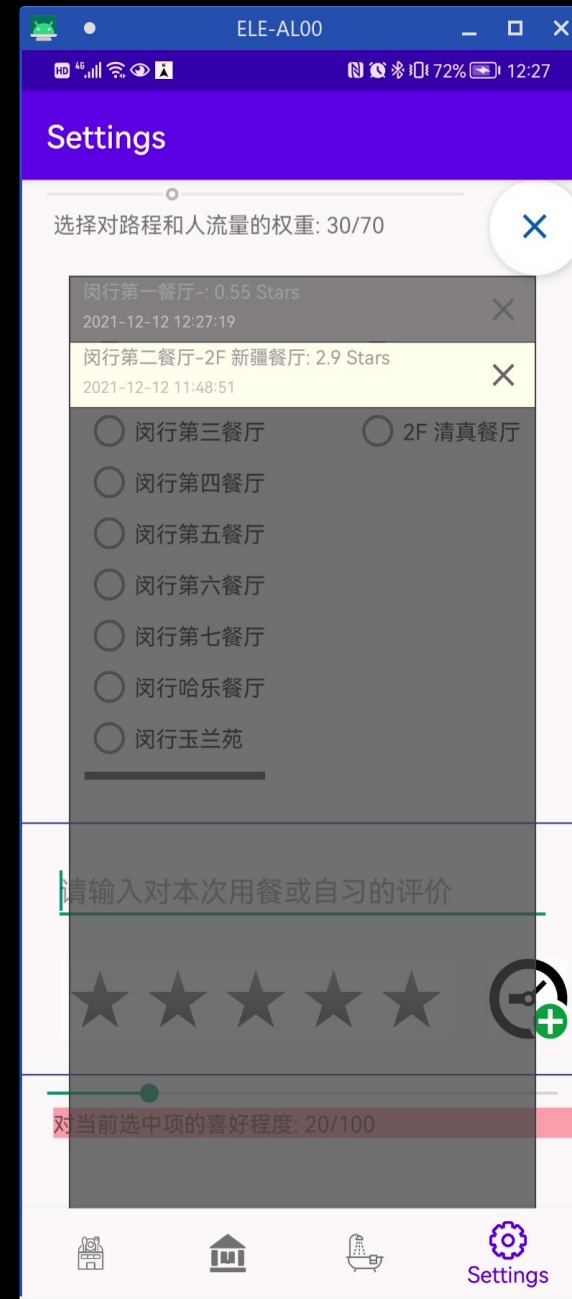 ELE-AL00
HD 46 72% 12:27
Settings
选择对路程和人流量的权重: 30/70
闵行第一餐厅-: 0.55 Stars
2021-12-12 12:27:19
闵行第二餐厅-2F 新疆餐厅: 2.9 Stars
2021-12-12 11:48:51
闵行第三餐厅 2F 清真餐厅
闵行第四餐厅
闵行第五餐厅
闵行第六餐厅
闵行第七餐厅
闵行哈乐餐厅
闵行玉兰苑
请输入对本次用餐或自习的评价
对当前选中项的喜好程度: 20/100
Settings